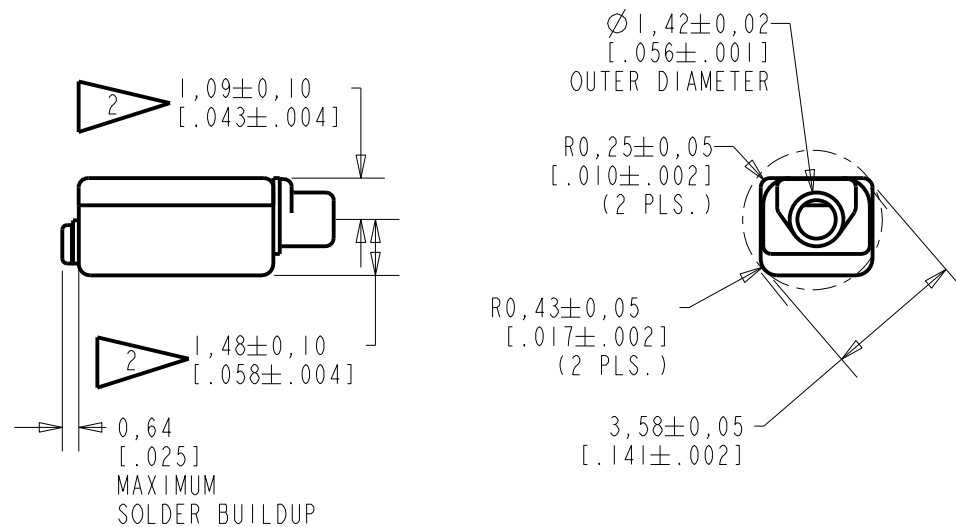 2
1,09±0,10
[.043±.004]
2
1,48±0,10
[.058±.004]
0,64
[.025]
MAXIMUM
SOLDER BUILDUP
Ø1,42±0,02
[.056±.001]
OUTER DIAMETER
R0,25±0,05
[.010±.002]
(2 PLS.)
R0,43±0,05
[.017±.002]
(2 PLS.)
3,58±0,05
[.141±.002]